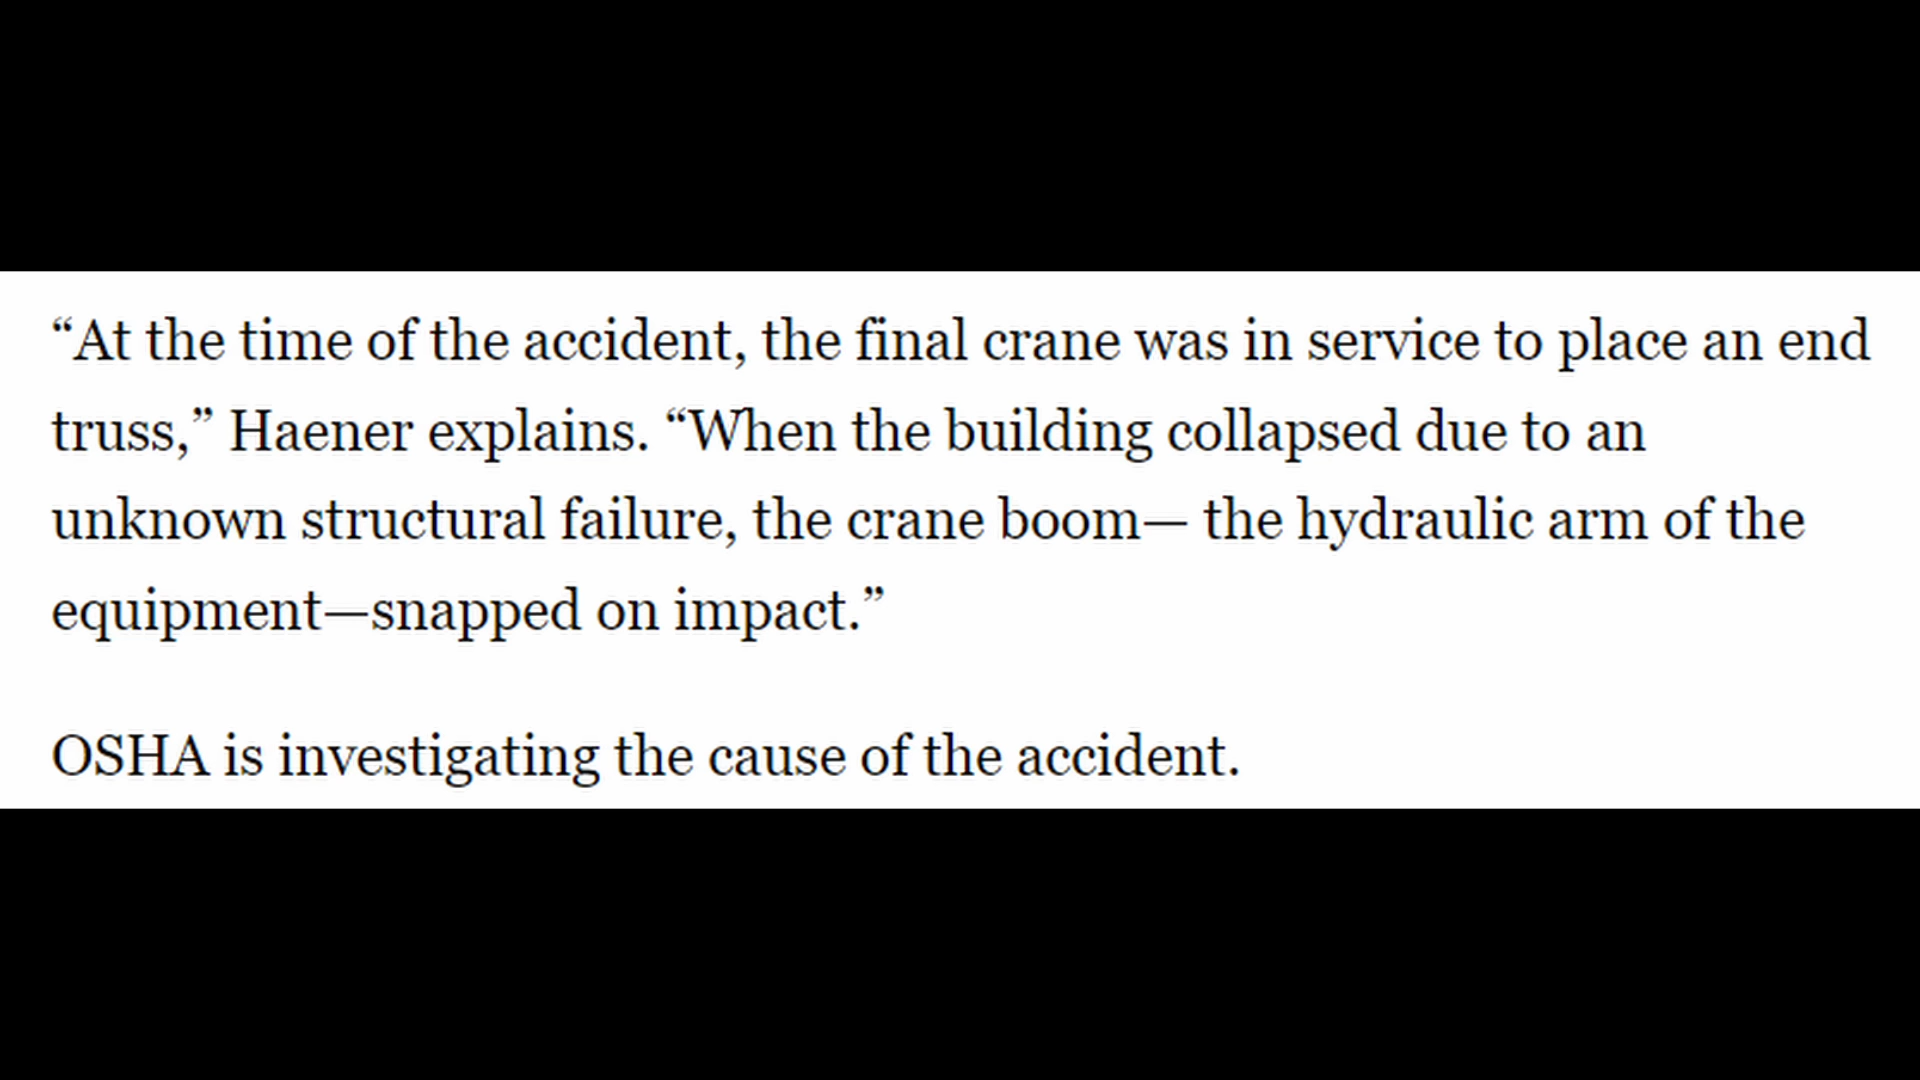 “At the time of the accident, the final crane was in service to place an end
truss,” Haener explains. “When the building collapsed due to an
unknown structural failure, the crane boom— the hydraulic arm of the
equipment—snapped on impact.”
OSHA is investigating the cause of the accident.